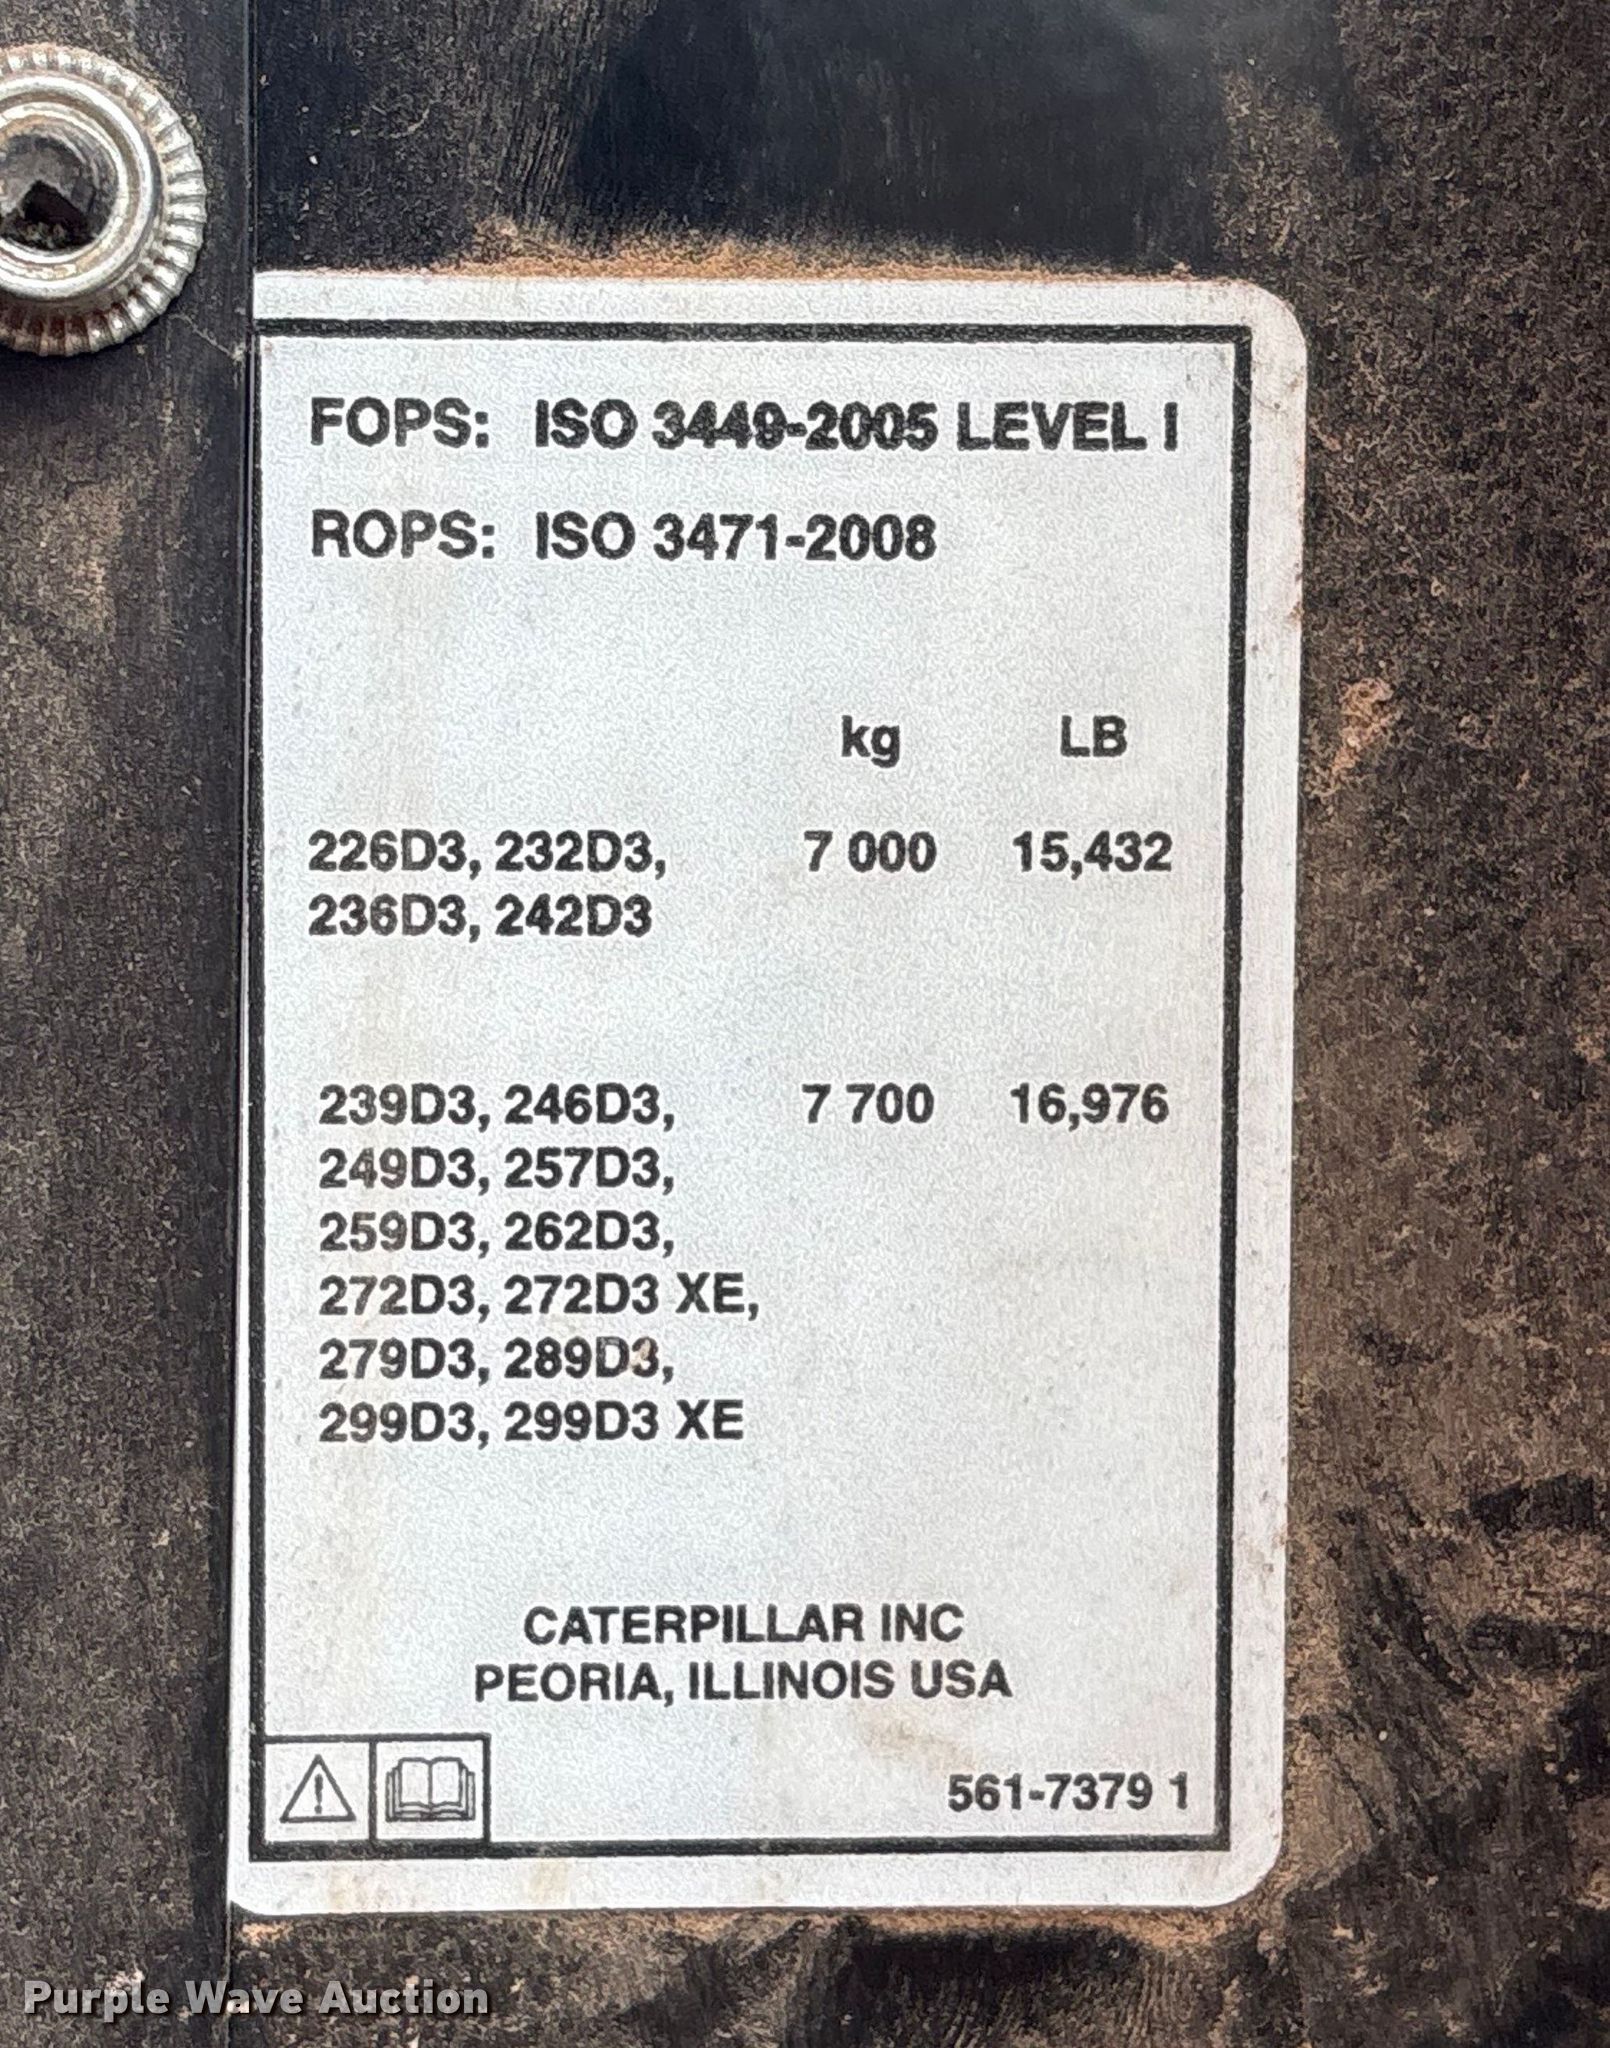 FOPS: ISO 3449-2005 LEVEL I
ROPS: ISO 3471-2008
kg LB
226D3, 232D3, 7 000 15,432
236D3, 242D3
239D3, 246D3, 7 700 16,976
249D3, 257D3,
259D3, 262D3,
272D3, 272D3 XE,
279D3, 289D3,
299D3, 299D3 XE
CATERPILLAR INC
PEORIA, ILLINOIS USA
561-7379 1
Purple Wave Auction